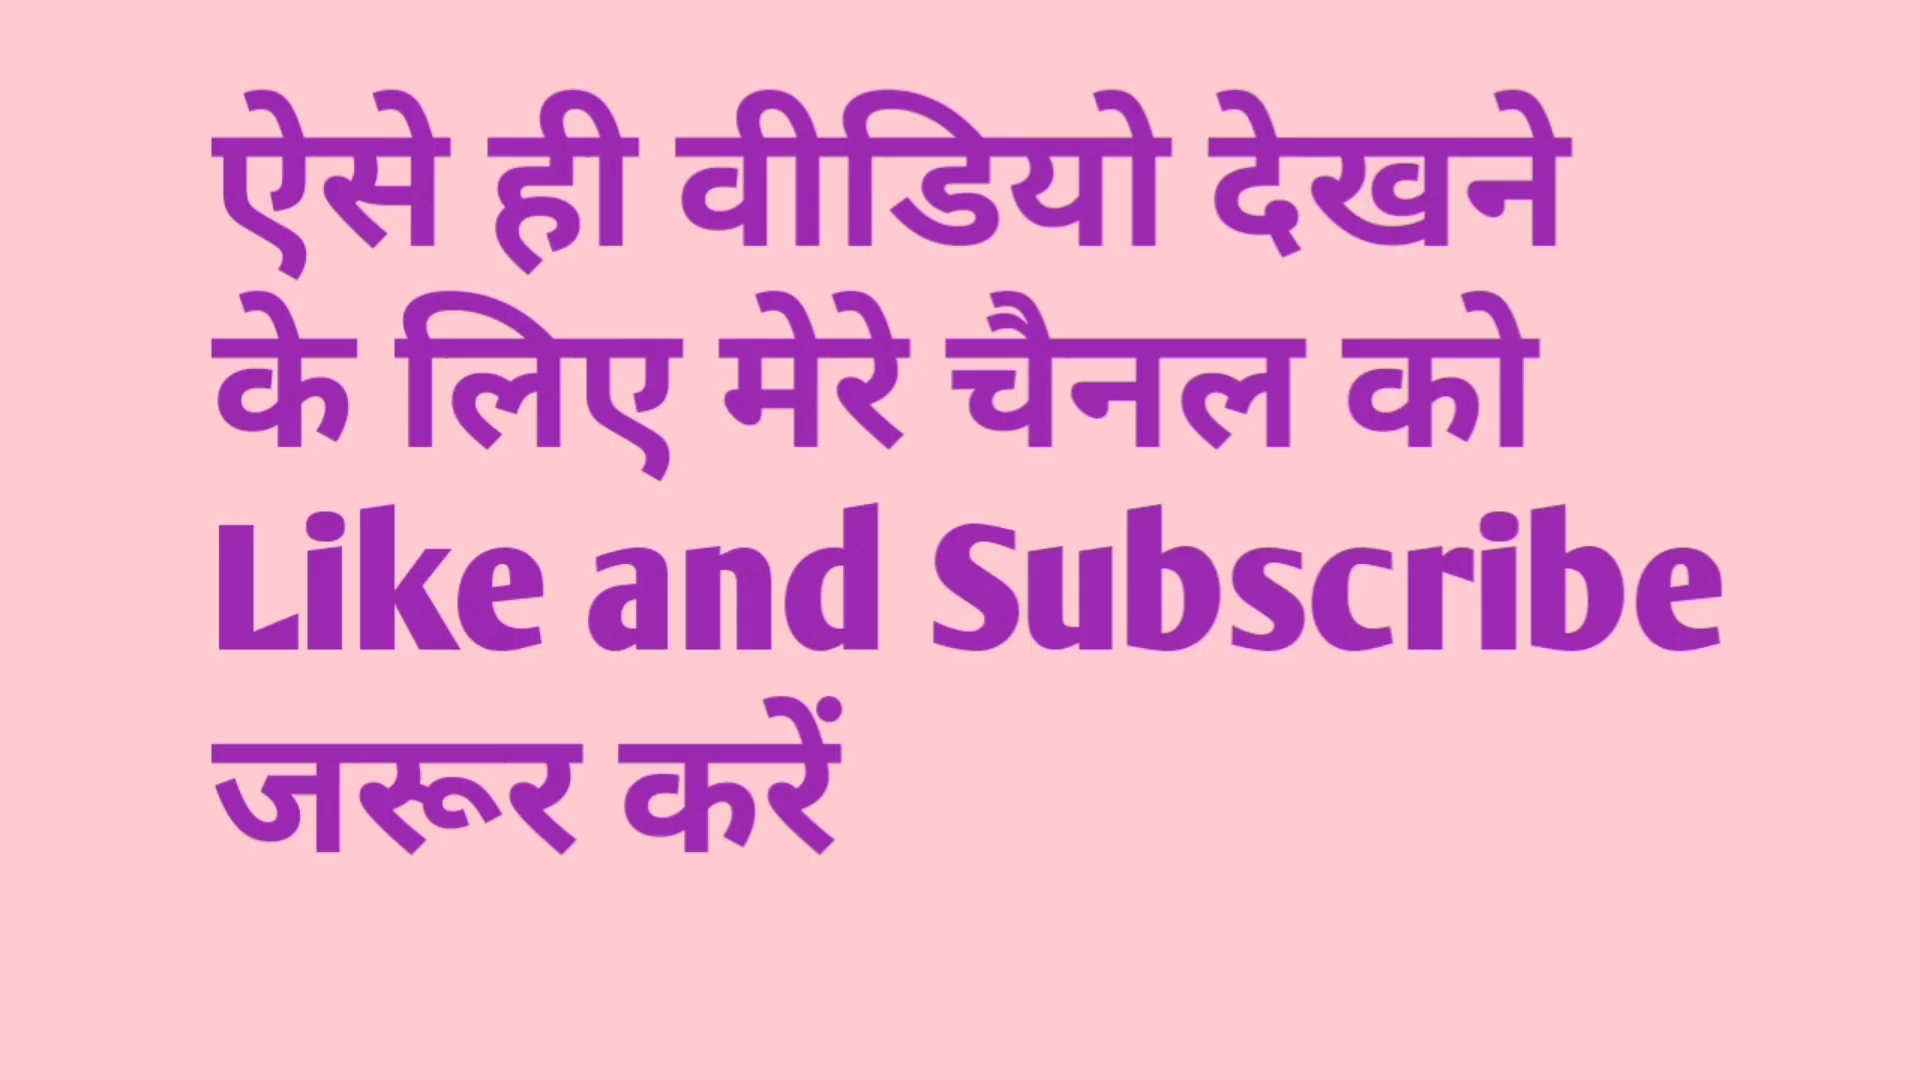 ऐसे ही वीडियो देखने
के लिए मेरे चैनल को
Like and Subscribe
जरूर करें